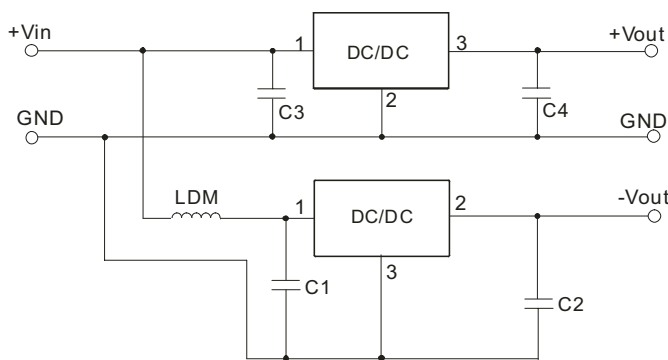 +Vin
1
DC/DC
3
+Vout
C3
2
C4
GND
GND
LDM
1
DC/DC
2
-Vout
C1
3
C2